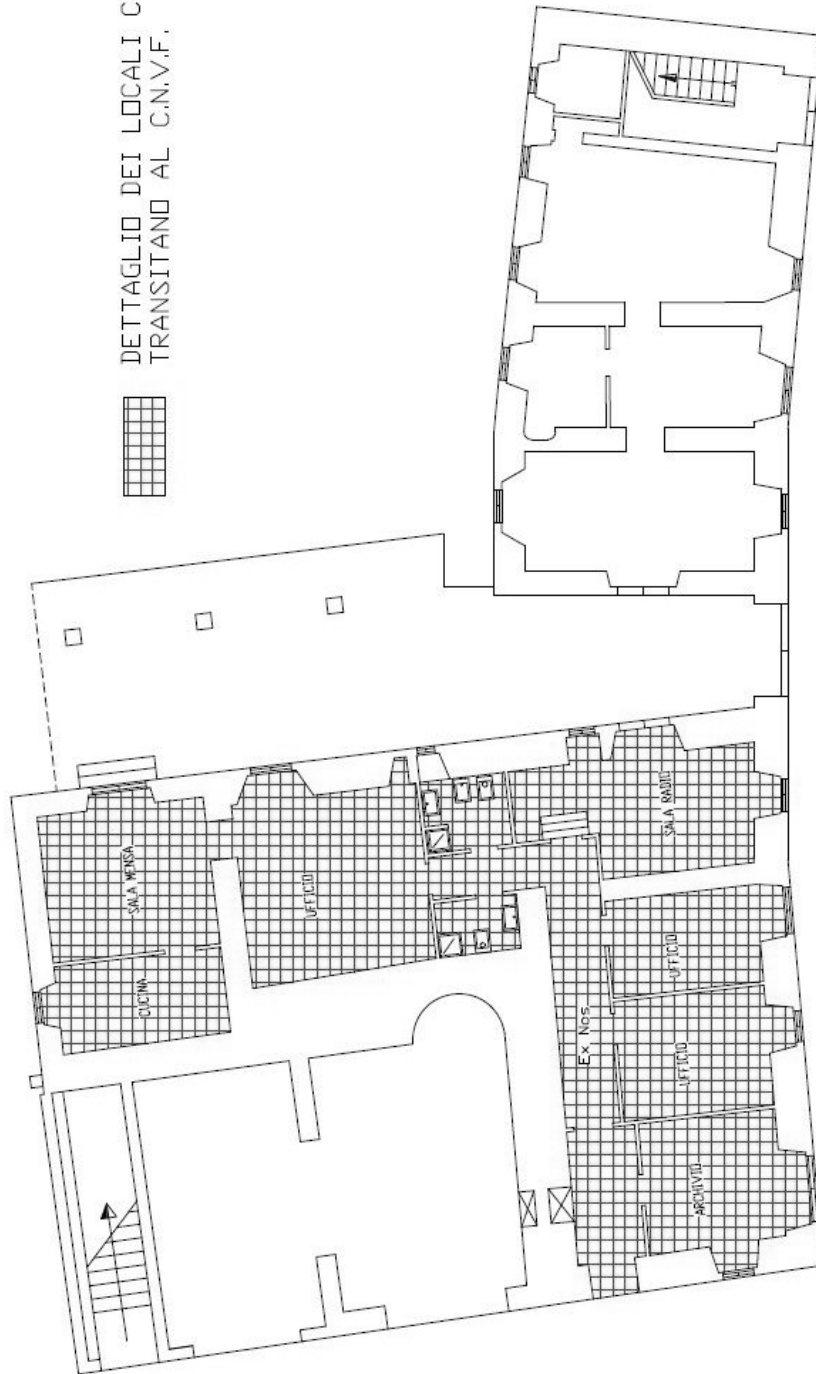 DETTAGLIO DEI LOCALI C
TRANSITANO AL C.N.V.F.
SALA MENSA
CUCINA
UFFICIO
SALA RADIO
UFFICIO
Ex Nos
UFFICIO
ARCHIVIO